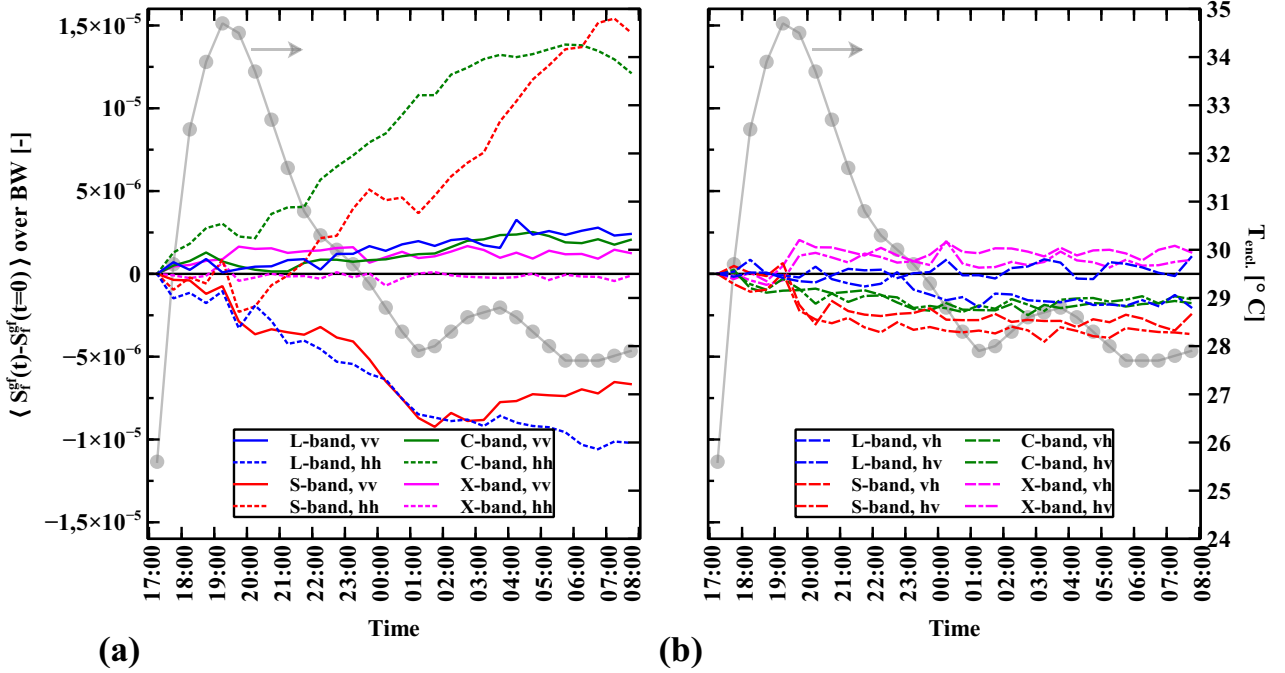 1,5×10⁻⁵
10⁻⁵
5×10⁻⁶
0
−5×10⁻⁶
−1×10⁻⁵
−1,5×10⁻⁵
⟨ S_f^gf(t)-S_f^gf(t=0) ⟩ over BW [-]
L-band, vv
L-band, hh
S-band, vv
S-band, hh
C-band, vv
C-band, hh
X-band, vv
X-band, hh
17:00
18:00
19:00
20:00
21:00
22:00
23:00
00:00
01:00
02:00
03:00
04:00
05:00
06:00
07:00
08:00
Time
(a)
L-band, vh
L-band, hv
S-band, vh
S-band, hv
C-band, vh
C-band, hv
X-band, vh
X-band, hv
35
34
33
32
31
30
29
28
27
26
25
24
T_encl. [° C]
17:00
18:00
19:00
20:00
21:00
22:00
23:00
00:00
01:00
02:00
03:00
04:00
05:00
06:00
07:00
08:00
Time
(b)